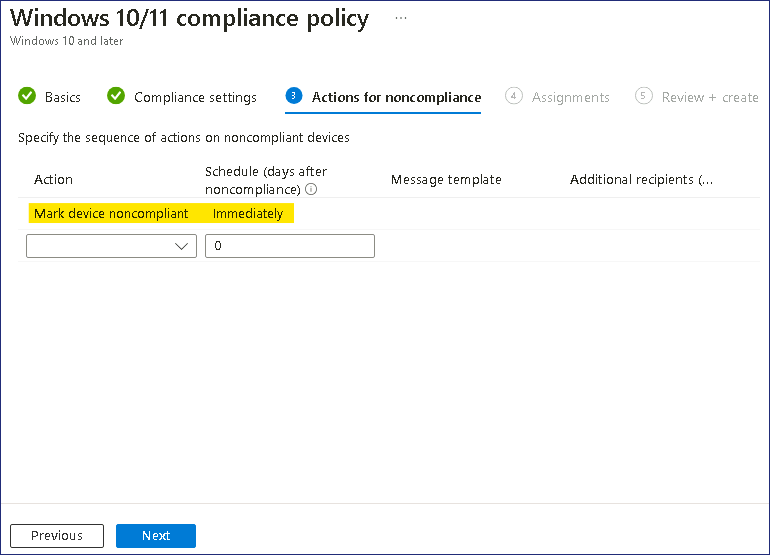 Windows 10/11 compliance policy ...
Windows 10 and later
Basics Compliance settings 3 Actions for noncompliance 4 Assignments 5 Review + create
Specify the sequence of actions on noncompliant devices
Action Schedule (days after noncompliance) Message template Additional recipients (...
Mark device noncompliant Immediately
0
Previous Next